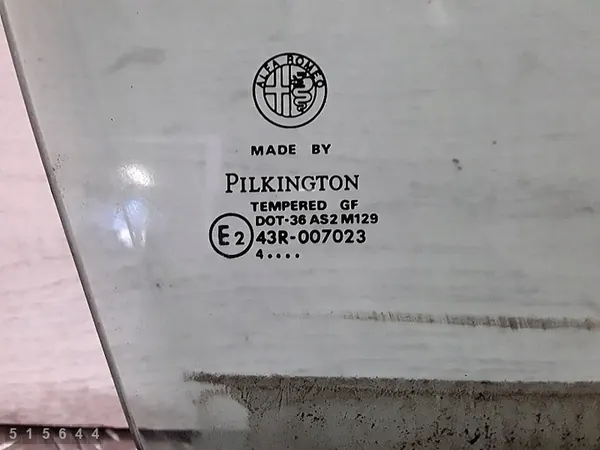 ALFA ROMEO
MADE BY
PILKINGTON
TEMPERED GF
DOT-36 AS2 M129
E2 43R-007023
4....
515644